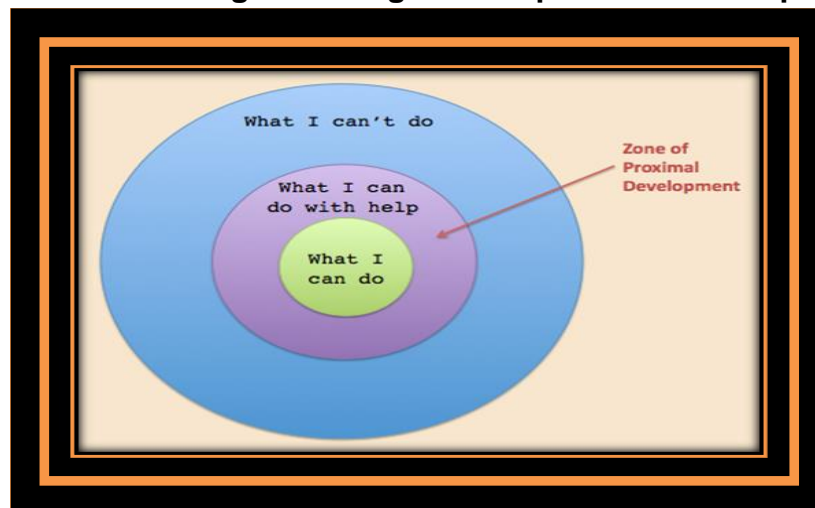 What I can't do
What I can
do with help
What I
can do
Zone of
Proximal
Development